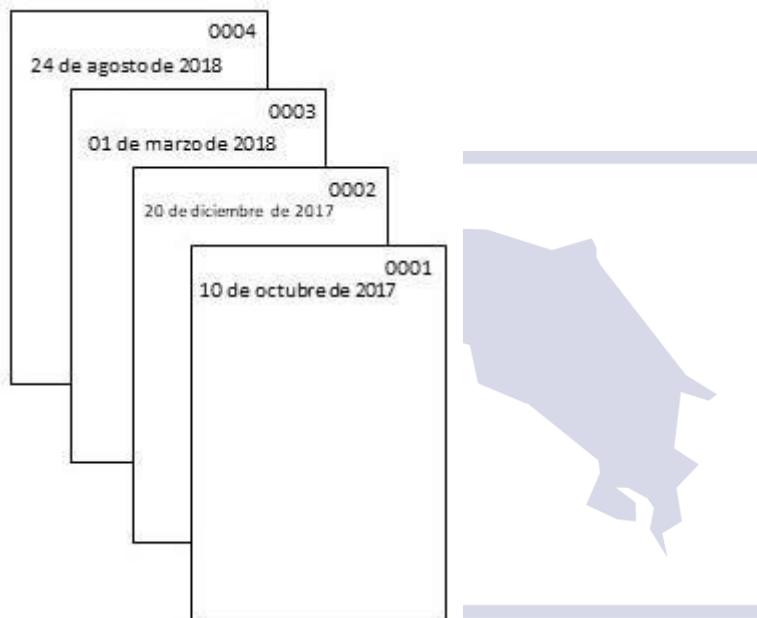 0004
24 de agosto de 2018
0003
01 de marzo de 2018
0002
20 de diciembre de 2017
0001
10 de octubre de 2017